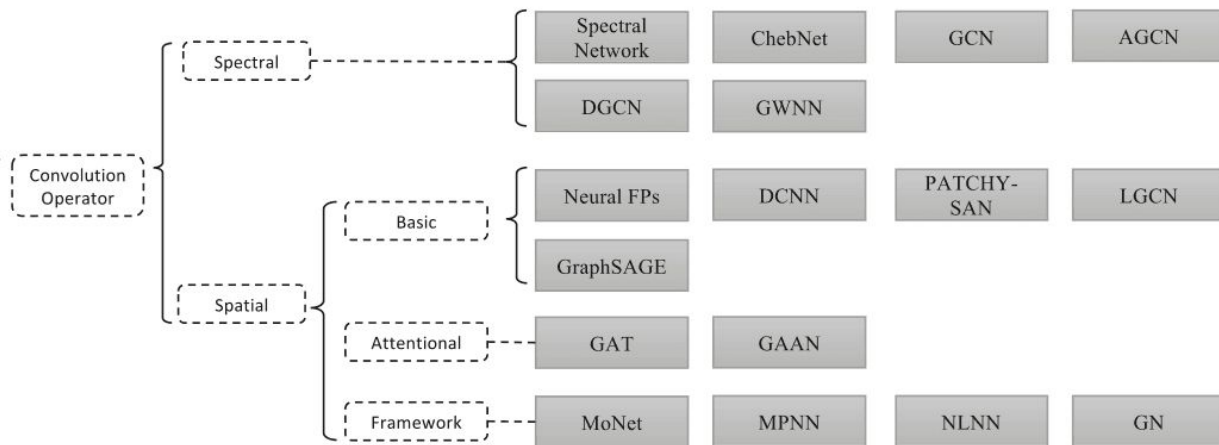 Spectral
Network
ChebNet
GCN
AGCN
Spectral
DGCN
GWNN
Convolution
Operator
Neural FPs
DCNN
PATCHY-
SAN
LGCN
Basic
GraphSAGE
Spatial
Attentional
GAT
GAAN
Framework
MoNet
MPNN
NLNN
GN